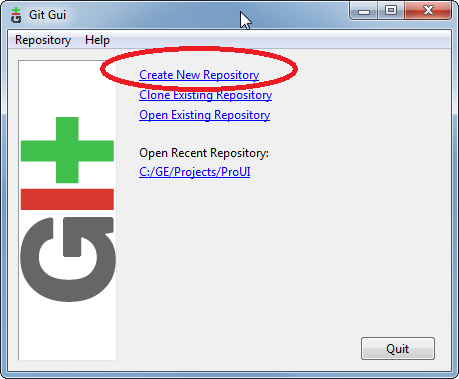 Git Gui
Repository Help
Create New Repository
Clone Existing Repository
Open Existing Repository
Open Recent Repository:
C:/GE/Projects/ProUI
GIt
Quit